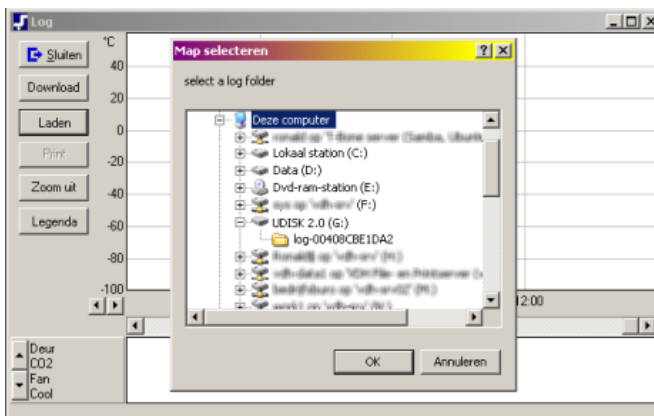 Log
°C
Sluiten
Download
Laden
Print
Zoom uit
Legenda
40
20
0
-20
-40
-60
-80
-100
12:00
Deur
CO2
Fan
Cool
Map selecteren
select a log folder
Deze computer
Lokaal station (C:)
Data (D:)
Dvd-ram-station (E:)
(F:)
UDISK 2.0 (G:)
log-00408CBE1DA2
OK
Annuleren